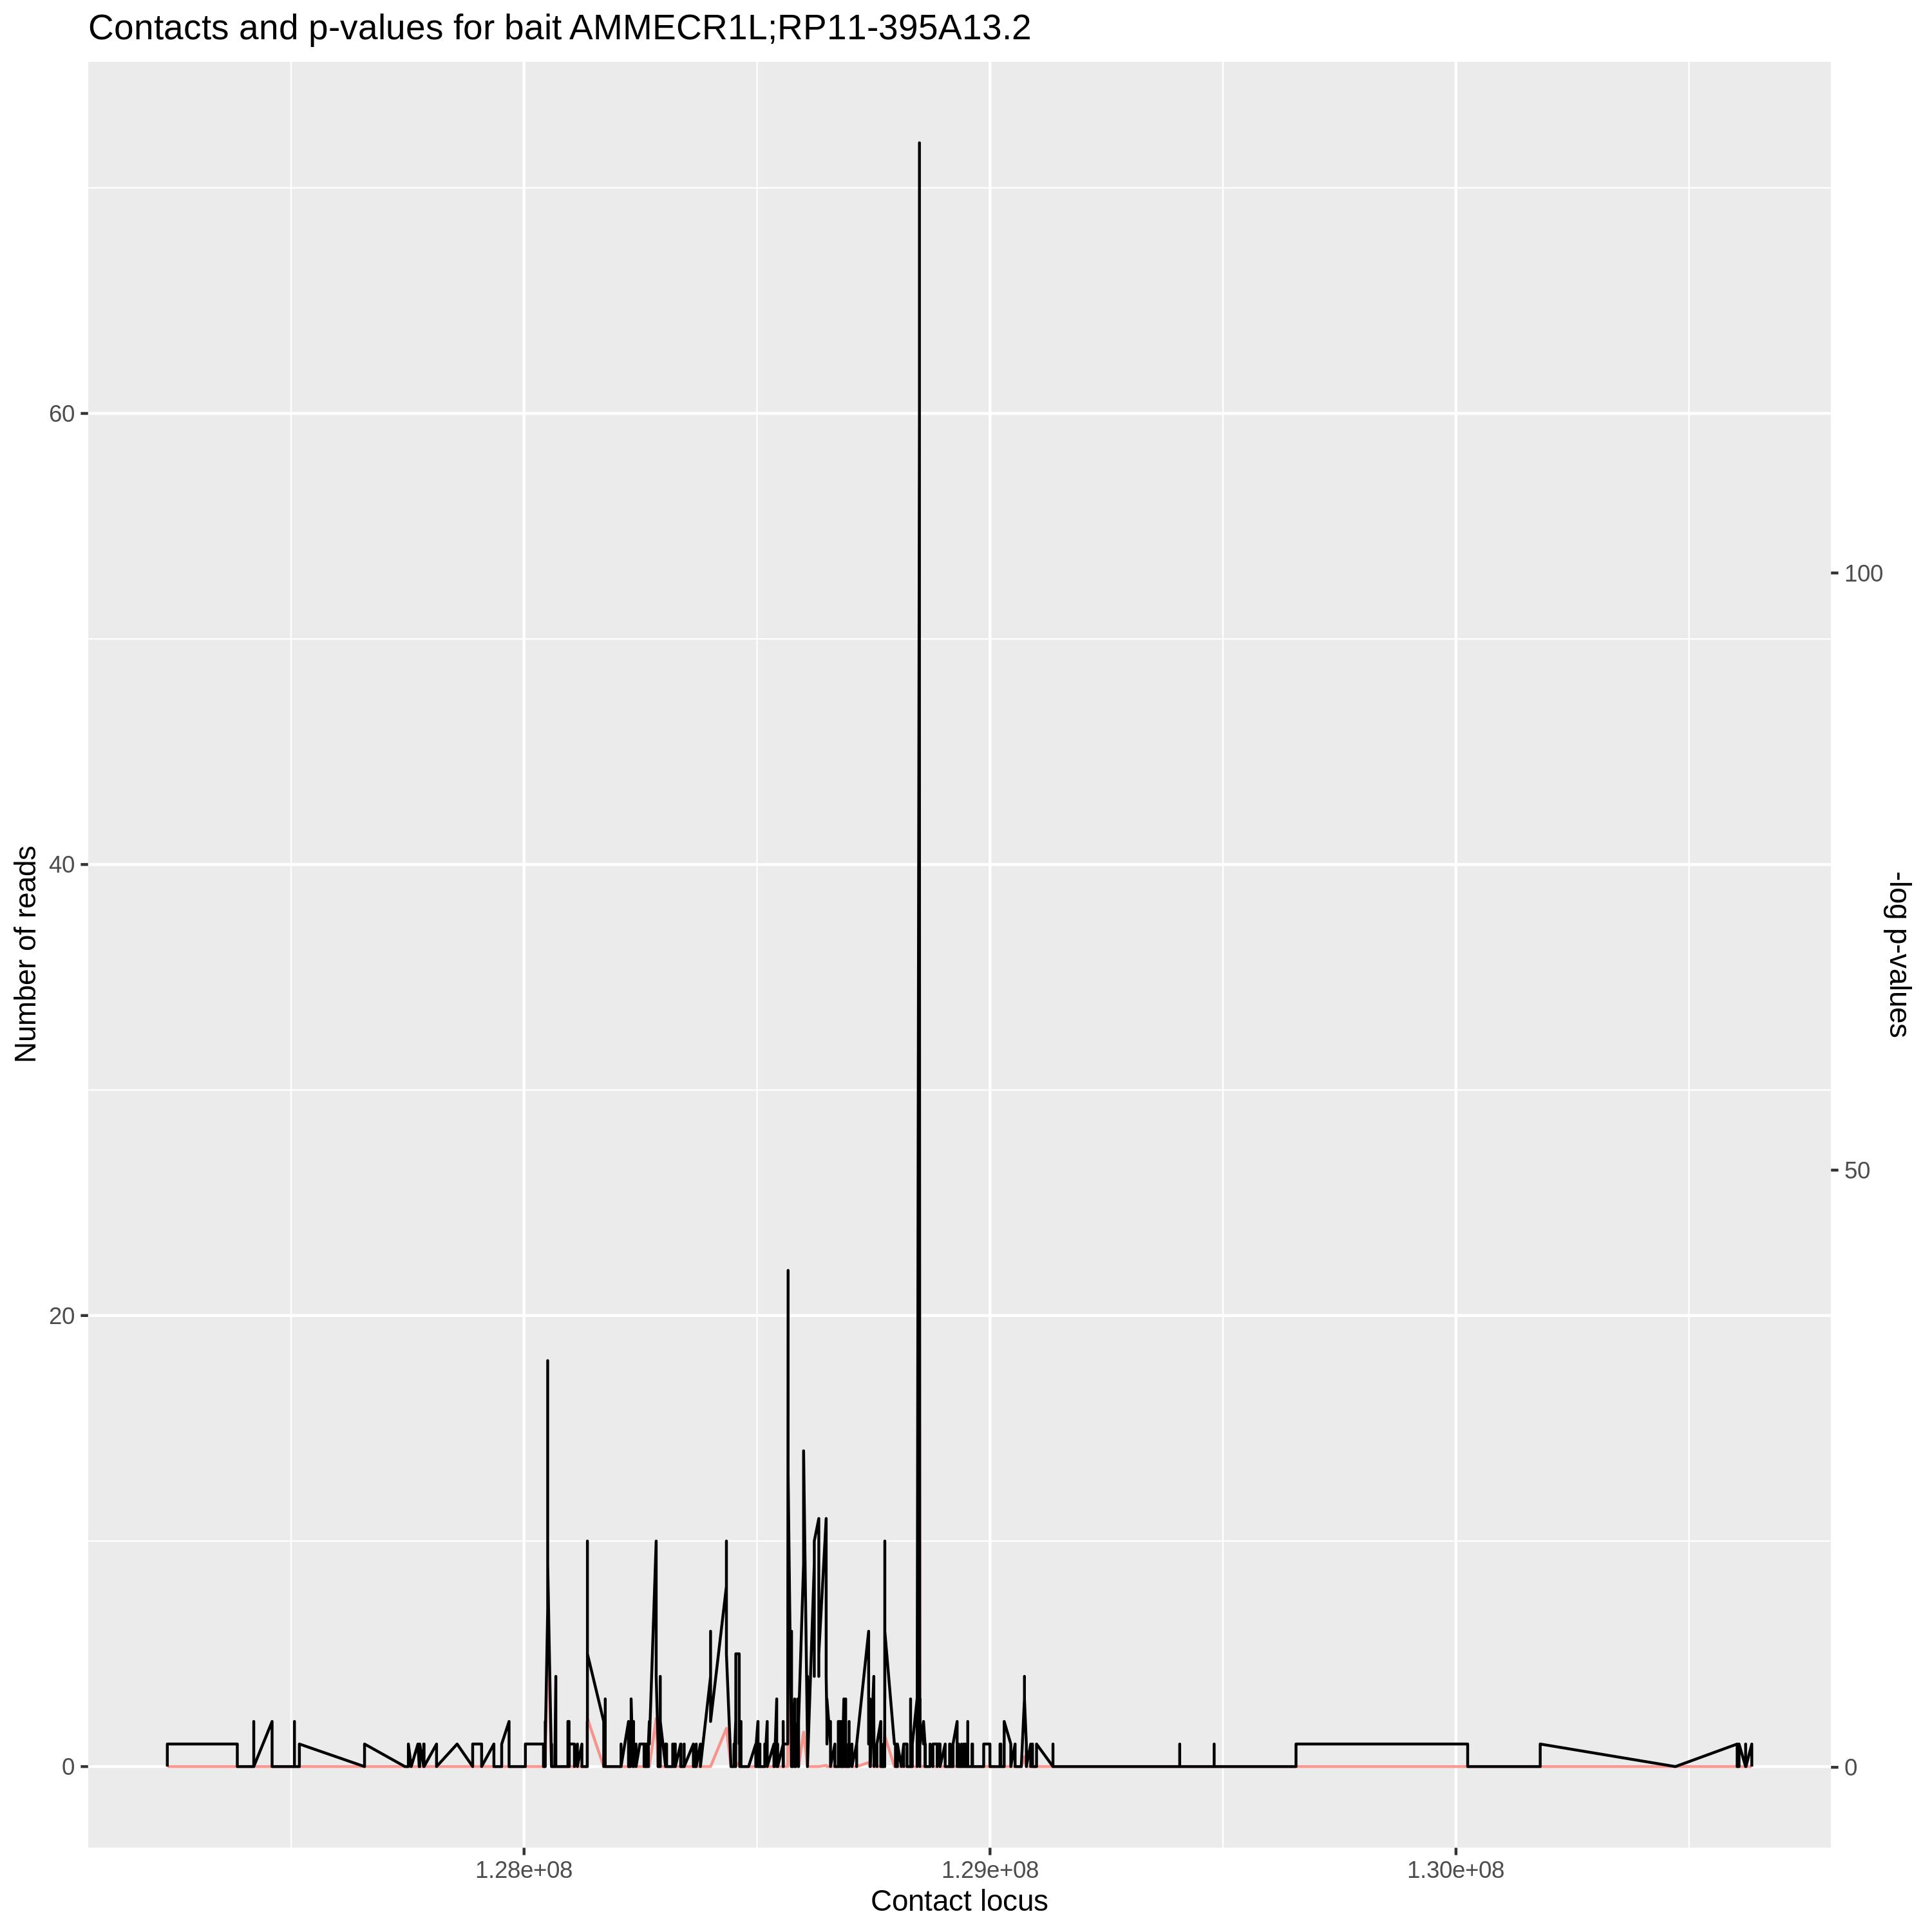 Contacts and p-values for bait AMMECR1L;RP11-395A13.2
60
40
20
0
Number of reads
100
50
0
-log p-values
1.28e+08
1.29e+08
1.30e+08
Contact locus